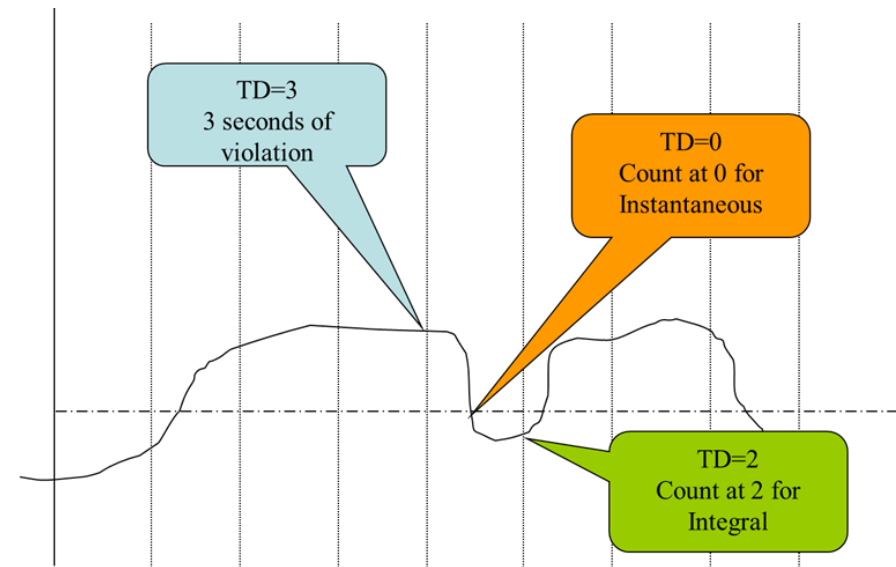 TD=3
3 seconds of
violation
TD=0
Count at 0 for
Instantaneous
TD=2
Count at 2 for
Integral